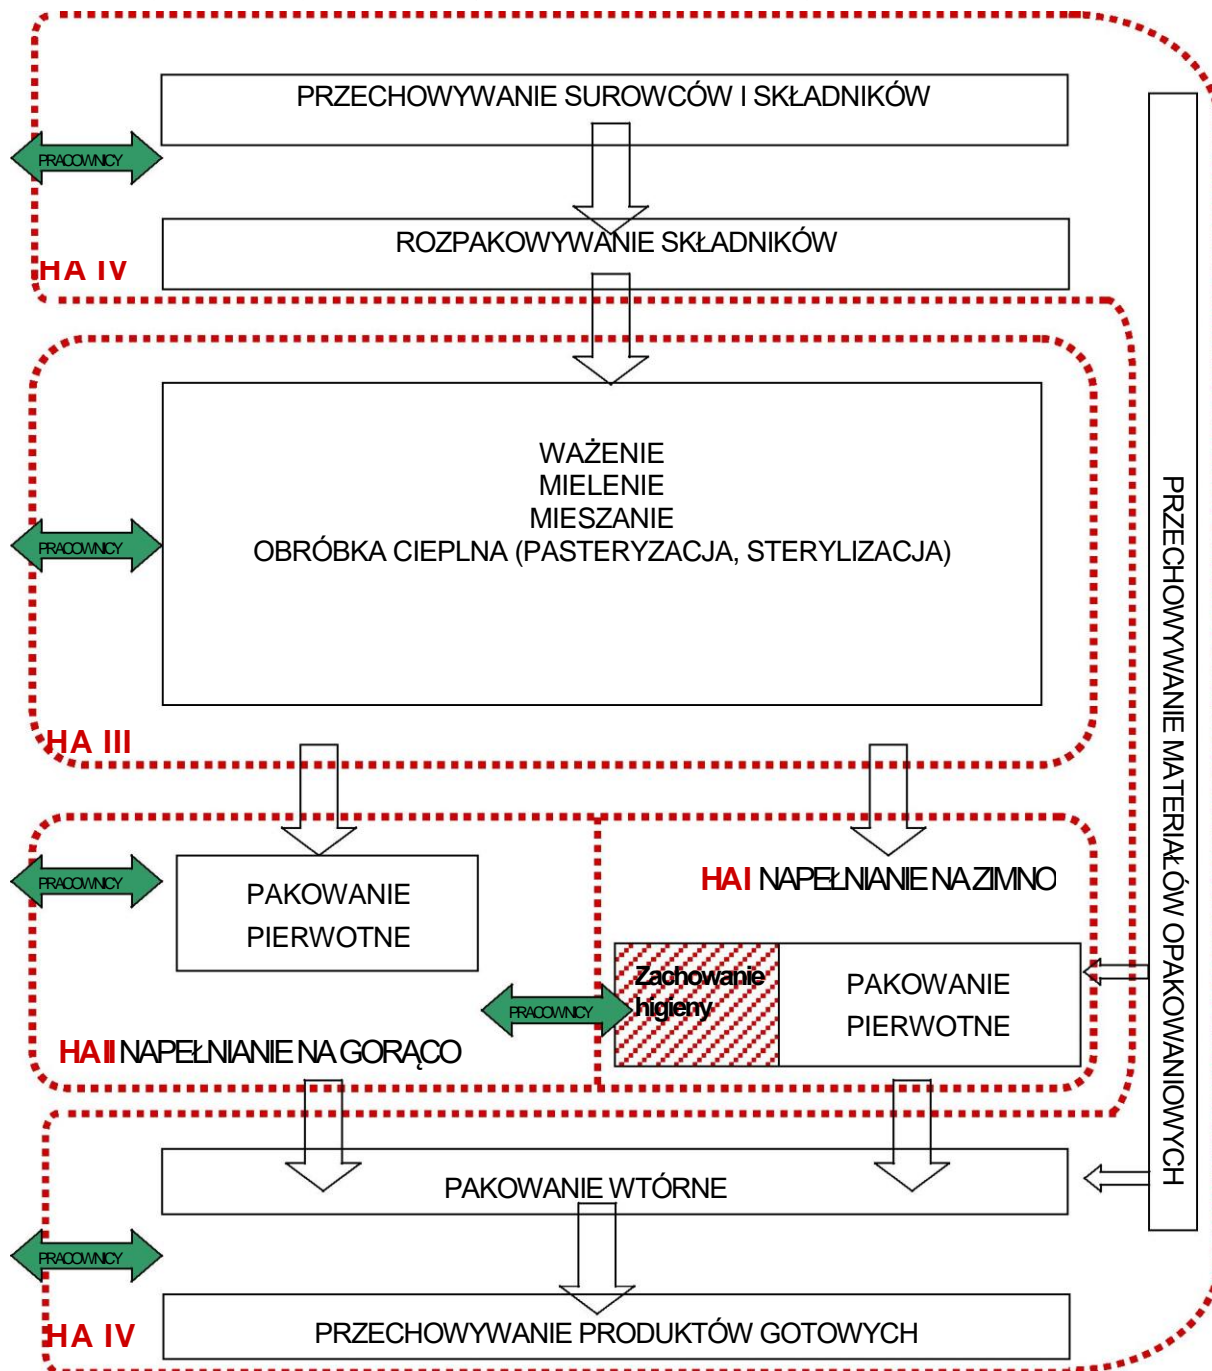 PRZECHOWYWANIE SUROWCÓW I SKŁADNIKÓW
PRACOWNICY
ROZPAKOWYWANIE SKŁADNIKÓW
HA IV
WAŻENIE
MIELENIE
MIESZANIE
OBRÓBKA CIEPLNA (PASTERYZACJA, STERYLIZACJA)
PRACOWNICY
HA III
PRZECHOWYWANIE MATERIAŁÓW OPAKOWANIOWYCH
PRACOWNICY
PAKOWANIE
PIERWOTNE
HA II NAPEŁNIANIE NA GORĄCO
HA I NAPEŁNIANIE NA ZIMNO
PRACOWNICY
Zachowanie
higieny
PAKOWANIE
PIERWOTNE
PAKOWANIE WTÓRNE
PRACOWNICY
PRZECHOWYWANIE PRODUKTÓW GOTOWYCH
HA IV